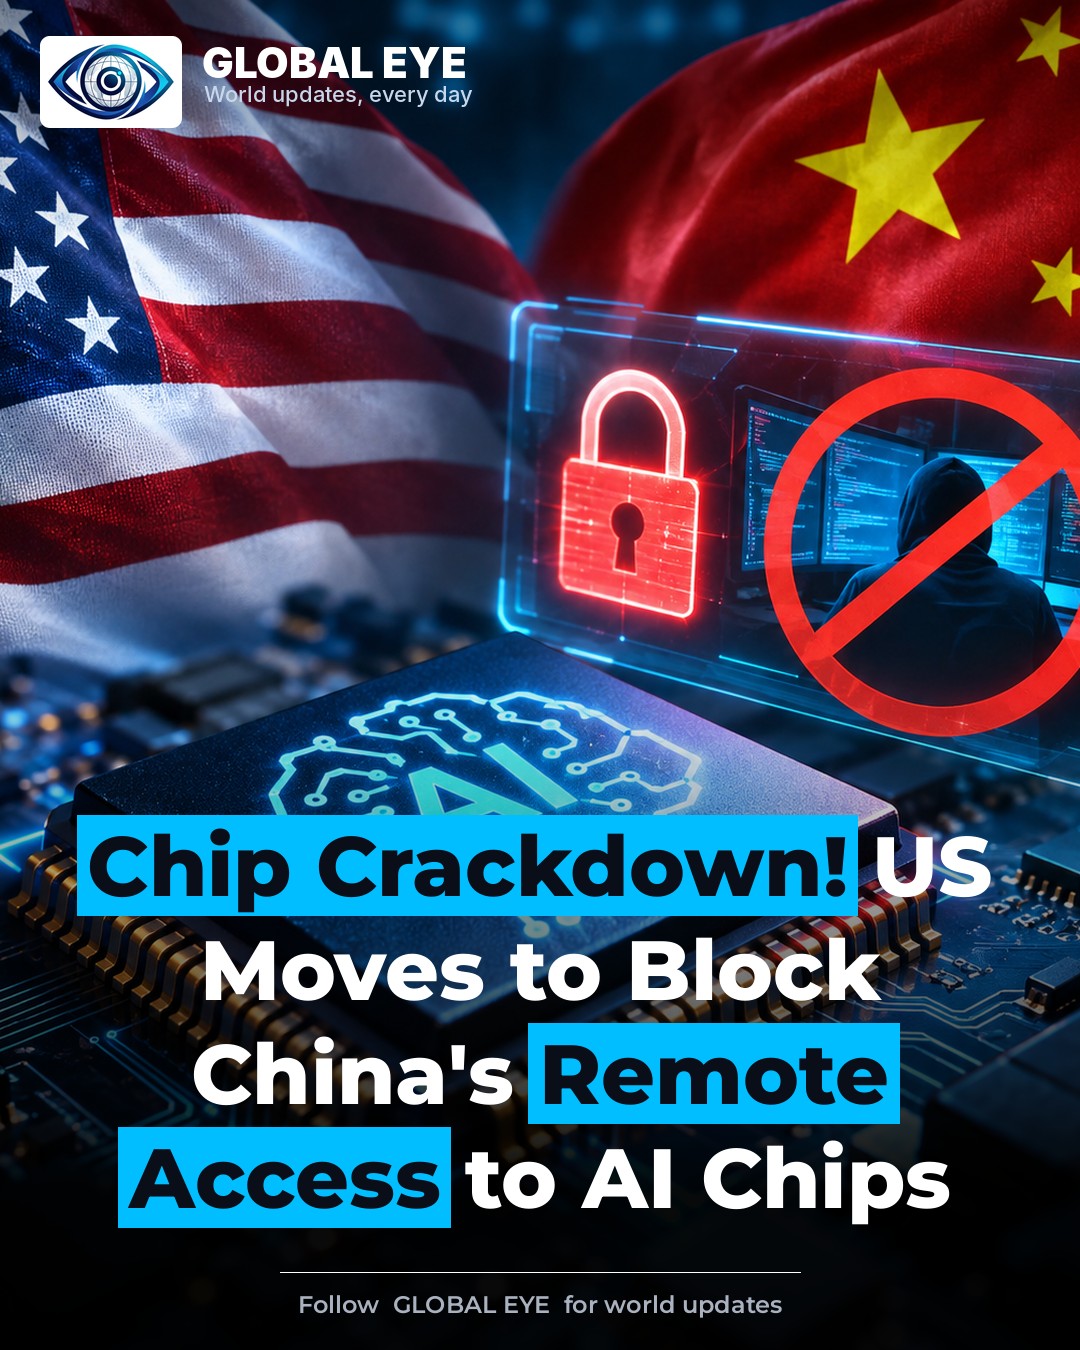 GLOBAL EYE
World updates, every day
AI
Chip Crackdown! US
Moves to Block
China's Remote
Access to AI Chips
Follow GLOBAL EYE for world updates